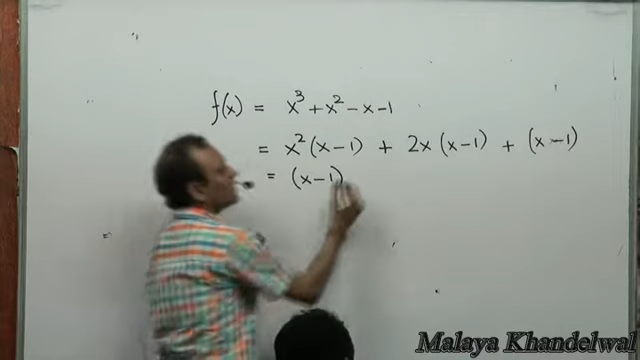 f(x) = x³ + x² - x - 1
= x² (x - 1) + 2x (x - 1) + (x - 1)
= (x - 1)
Malaya Khandelwal